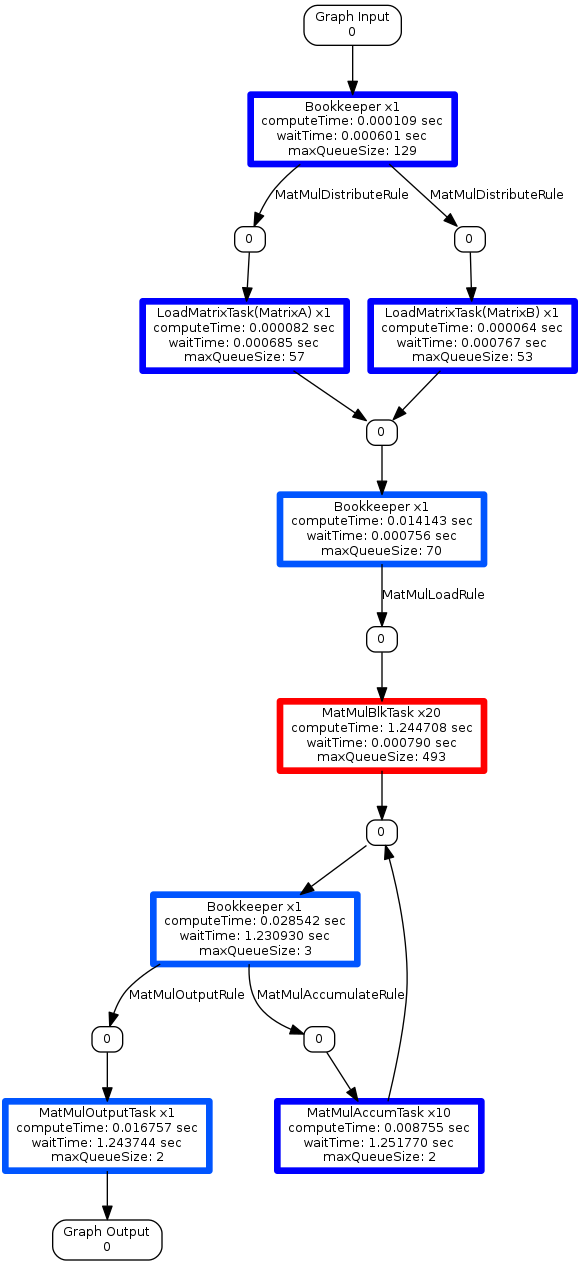 Graph Input
0
Bookkeeper x1
computeTime: 0.000109 sec
waitTime: 0.000601 sec
maxQueueSize: 129
MatMulDistributeRule
MatMulDistributeRule
0
0
LoadMatrixTask(MatrixA) x1
computeTime: 0.000082 sec
waitTime: 0.000685 sec
maxQueueSize: 57
LoadMatrixTask(MatrixB) x1
computeTime: 0.000064 sec
waitTime: 0.000767 sec
maxQueueSize: 53
0
Bookkeeper x1
computeTime: 0.014143 sec
waitTime: 0.000756 sec
maxQueueSize: 70
MatMulLoadRule
0
MatMulBlkTask x20
computeTime: 1.244708 sec
waitTime: 0.000790 sec
maxQueueSize: 493
0
Bookkeeper x1
computeTime: 0.028542 sec
waitTime: 1.230930 sec
maxQueueSize: 3
MatMulOutputRule
MatMulAccumulateRule
0
0
MatMulOutputTask x1
computeTime: 0.016757 sec
waitTime: 1.243744 sec
maxQueueSize: 2
MatMulAccumTask x10
computeTime: 0.008755 sec
waitTime: 1.251770 sec
maxQueueSize: 2
Graph Output
0